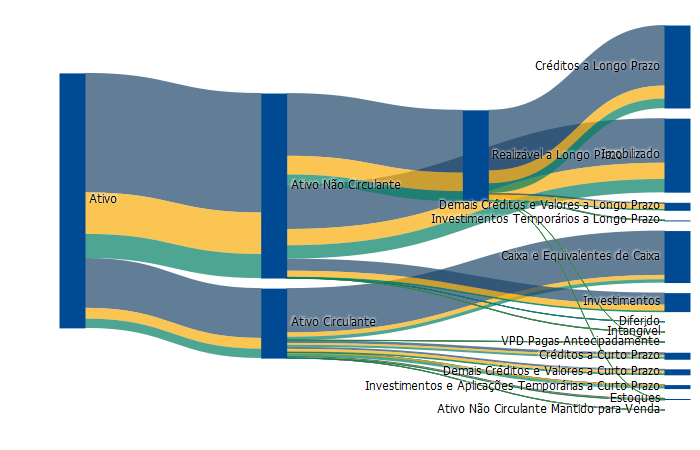 Créditos a Longo Prazo
Realizável a Longo Prazo
Imobilizado
Ativo Não Circulante
Ativo
Demais Créditos e Valores a Longo Prazo
Investimentos Temporários a Longo Prazo
Caixa e Equivalentes de Caixa
Investimentos
Ativo Circulante
Diferido
Intangível
VPD Pagas Antecipadamente
Créditos a Curto Prazo
Demais Créditos e Valores a Curto Prazo
Investimentos e Aplicações Temporárias a Curto Prazo
Estoques
Ativo Não Circulante Mantido para Venda